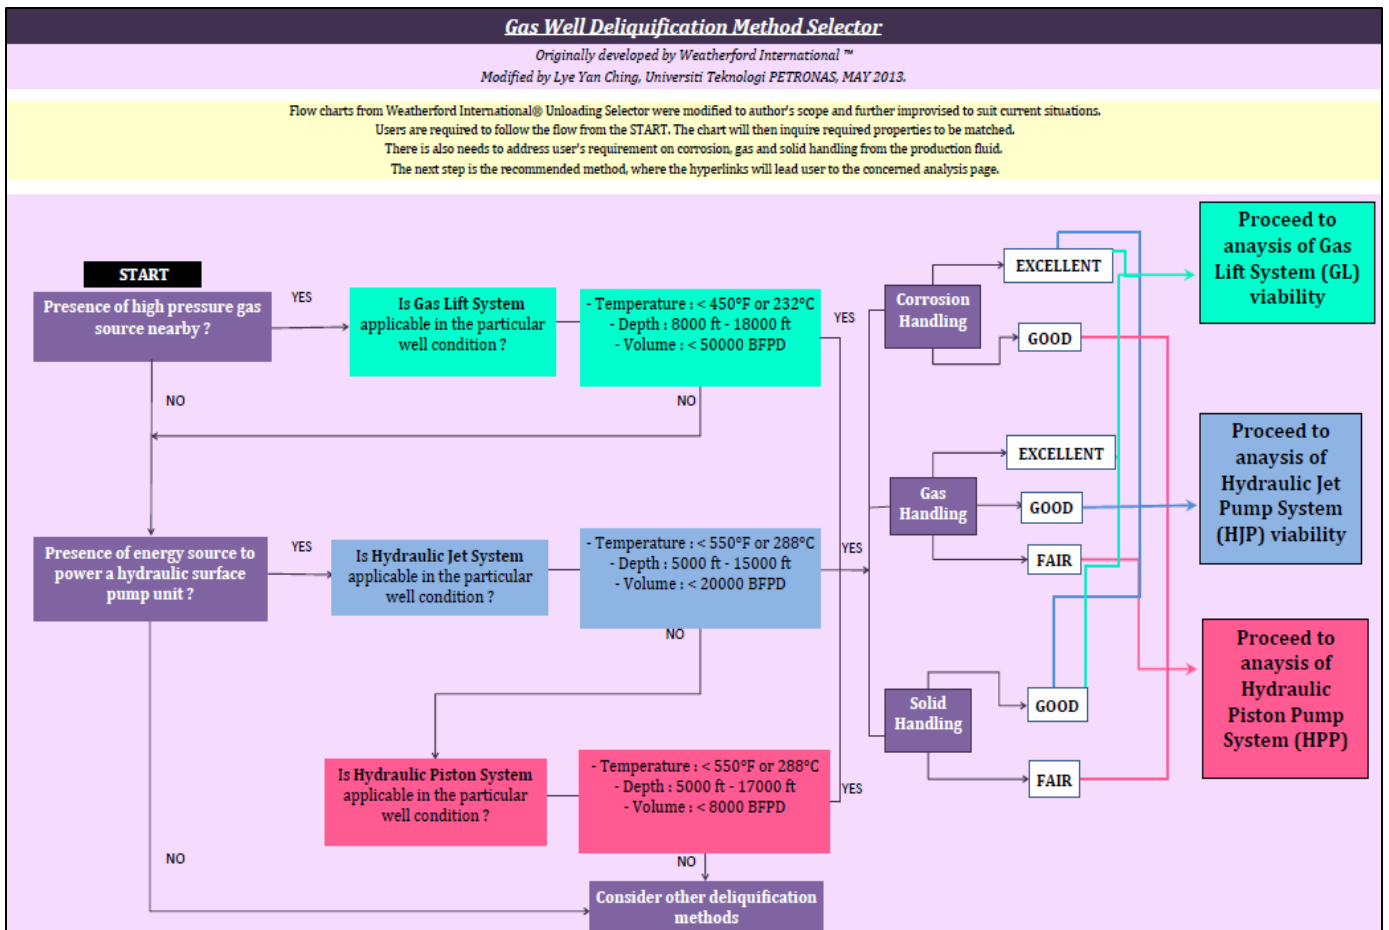 Gas Well Deliquification Method Selector
Originally developed by Weatherford International ™
Modified by Lye Yan Ching, Universiti Teknologi PETRONAS, MAY 2013.
Flow charts from Weatherford International® Unloading Selector were modified to author's scope and further improvised to suit current situations.
Users are required to follow the flow from the START. The chart will then inquire required properties to be matched.
There is also needs to address user's requirement on corrosion, gas and solid handling from the production fluid.
The next step is the recommended method, where the hyperlinks will lead user to the concerned analysis page.
START
Presence of high pressure gas
source nearby ?
YES
NO
Is Gas Lift System
applicable in the particular
well condition ?
- Temperature : < 450°F or 232°C
- Depth : 8000 ft - 18000 ft
- Volume : < 50000 BFPD
YES
NO
Presence of energy source to
power a hydraulic surface
pump unit ?
YES
NO
Is Hydraulic Jet System
applicable in the particular
well condition ?
- Temperature : < 550°F or 288°C
- Depth : 5000 ft - 15000 ft
- Volume : < 20000 BFPD
YES
NO
Is Hydraulic Piston System
applicable in the particular
well condition ?
- Temperature : < 550°F or 288°C
- Depth : 5000 ft - 17000 ft
- Volume : < 8000 BFPD
YES
NO
Consider other deliquification
methods
Corrosion
Handling
EXCELLENT
GOOD
Gas
Handling
EXCELLENT
GOOD
FAIR
Solid
Handling
GOOD
FAIR
Proceed to
anaysis of Gas
Lift System (GL)
viability
Proceed to
anaysis of
Hydraulic Jet
Pump System
(HJP) viability
Proceed to
anaysis of
Hydraulic
Piston Pump
System (HPP)